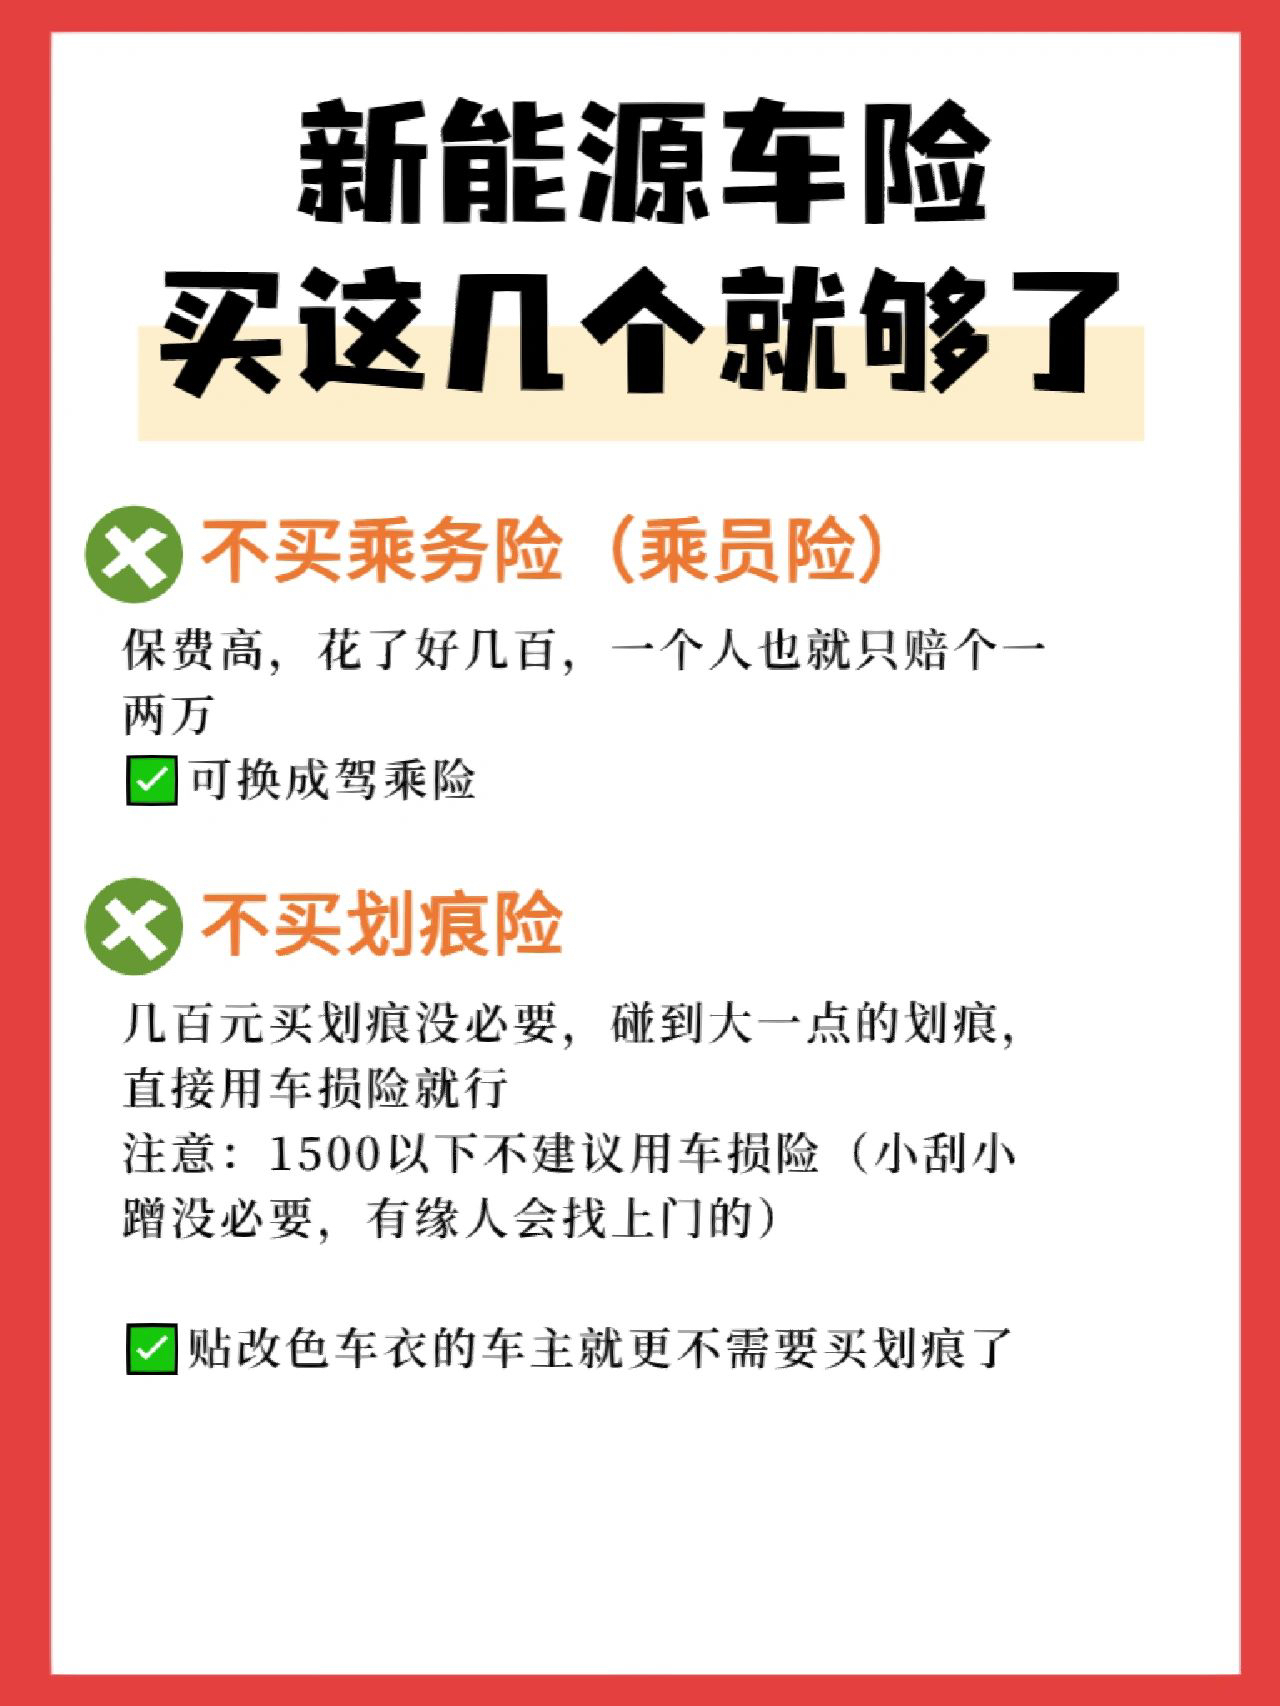 新能源车险
买这几个就够了
不买乘务险（乘员险）
保费高，花了好几百，一个人也就只赔个一
两万
可换成驾乘险
不买划痕险
几百元买划痕没必要，碰到大一点的划痕，
直接用车损险就行
注意：1500以下不建议用车损险（小刮小
蹭没必要，有缘人会找上门的）
贴改色车衣的车主就更不需要买划痕了